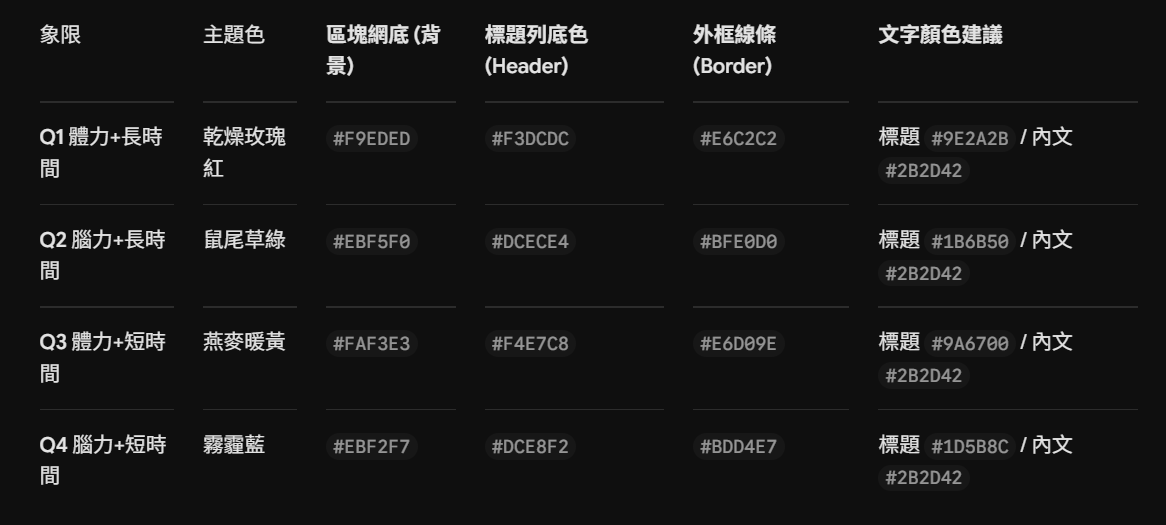 象限 主題色 區塊網底 (背景) 標題列底色 (Header) 外框線條 (Border) 文字顏色建議
Q1 體力+長時間 乾燥玫瑰紅 #F9EDED #F3DCDC #E6C2C2 標題 #9E2A2B / 內文 #2B2D42
Q2 腦力+長時間 鼠尾草綠 #EBF5F0 #DCECE4 #BFE0D0 標題 #1B6B50 / 內文 #2B2D42
Q3 體力+短時間 燕麥暖黃 #FAF3E3 #F4E7C8 #E6D09E 標題 #9A6700 / 內文 #2B2D42
Q4 腦力+短時間 霧霾藍 #EBF2F7 #DCE8F2 #BDD4E7 標題 #1D5B8C / 內文 #2B2D42